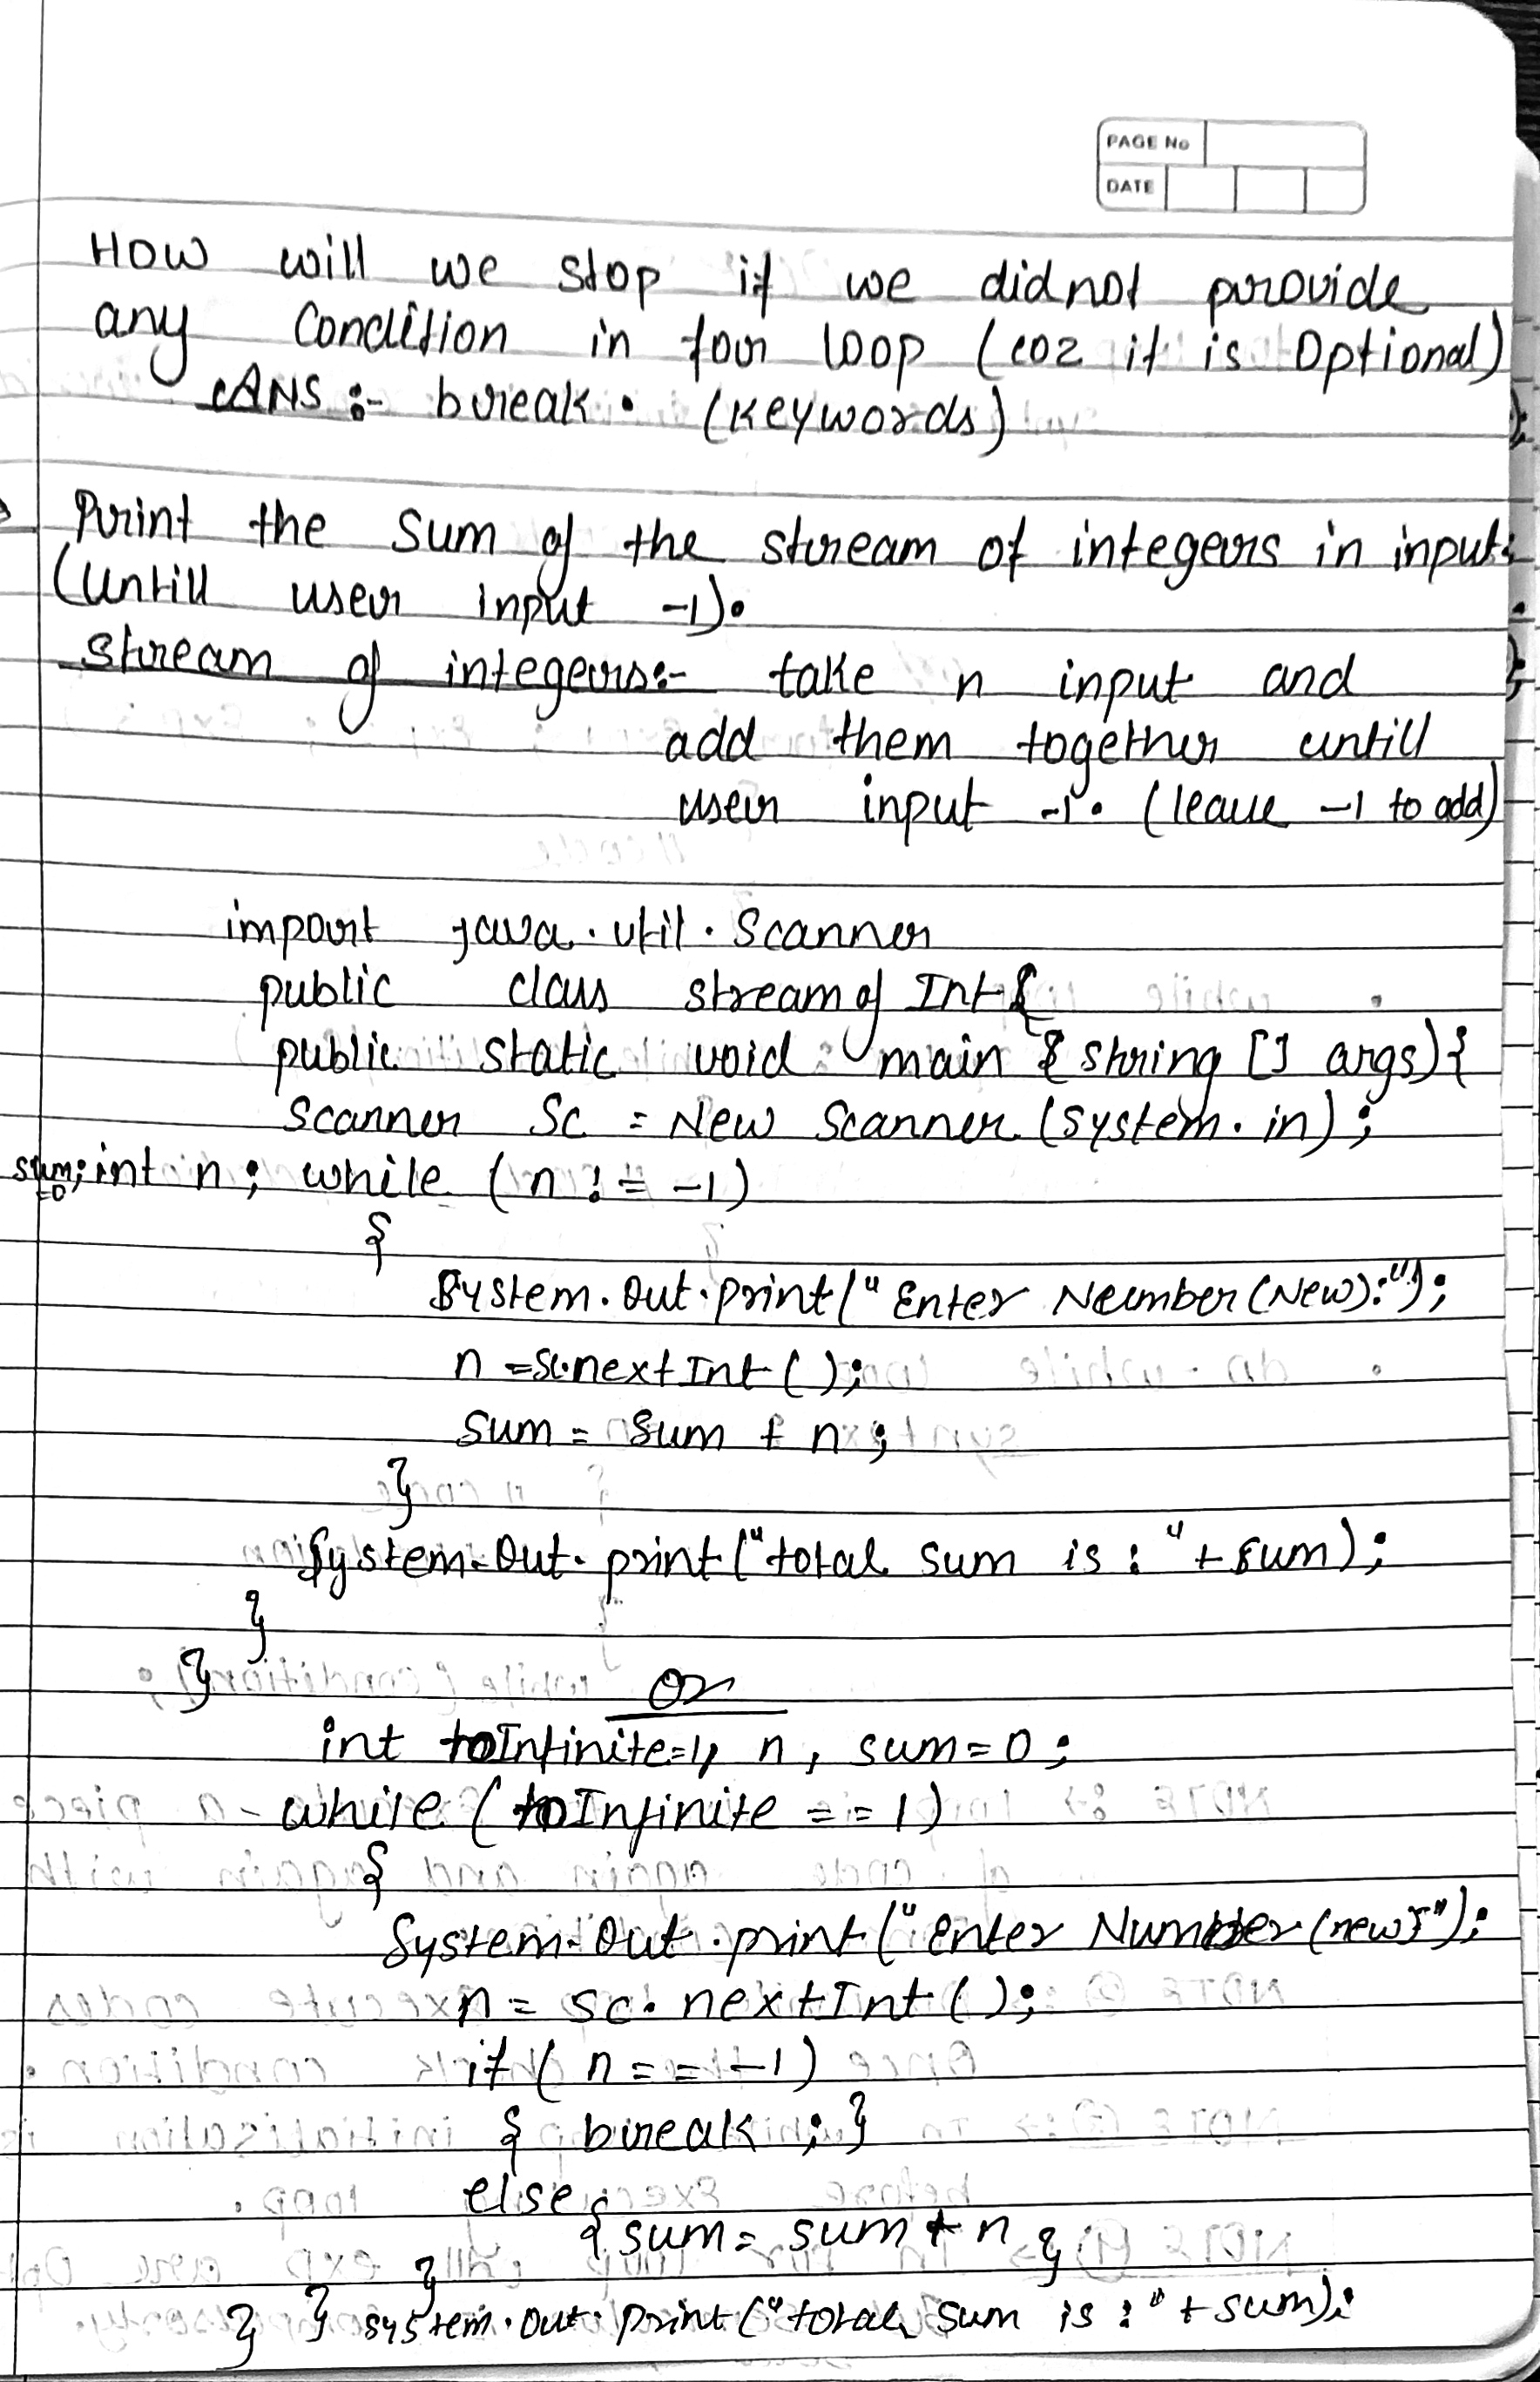 PAGE No
DATE
How will we stop if we did not provide
any Condition in for loop (coz it is Optional)
ANS :- break. (Keywords)
Print the Sum of the stream of integers in input.
(Untill user input -1).
stream of integers:- take n input and
add them together untill
user input -1. (leave -1 to add)
import java.util.Scanner
public class stream of Int {
public static void main ( string [] args) {
Scanner Sc = New Scanner (System.in);
sum=0; int n; while (n != -1)
{
System.Out.print("Enter Number (New):");
n = sc.nextInt();
sum = sum + n;
}
System.Out.print("total sum is : " + sum);
}
}
or
int toInfinite=1, n, sum=0;
while (toInfinite == 1)
{
System.Out.print("Enter Number (new)");
n = sc.nextInt();
if (n == -1)
{ break; }
else
{ sum = sum + n }
}
} } system.out.print("total sum is : " + sum);